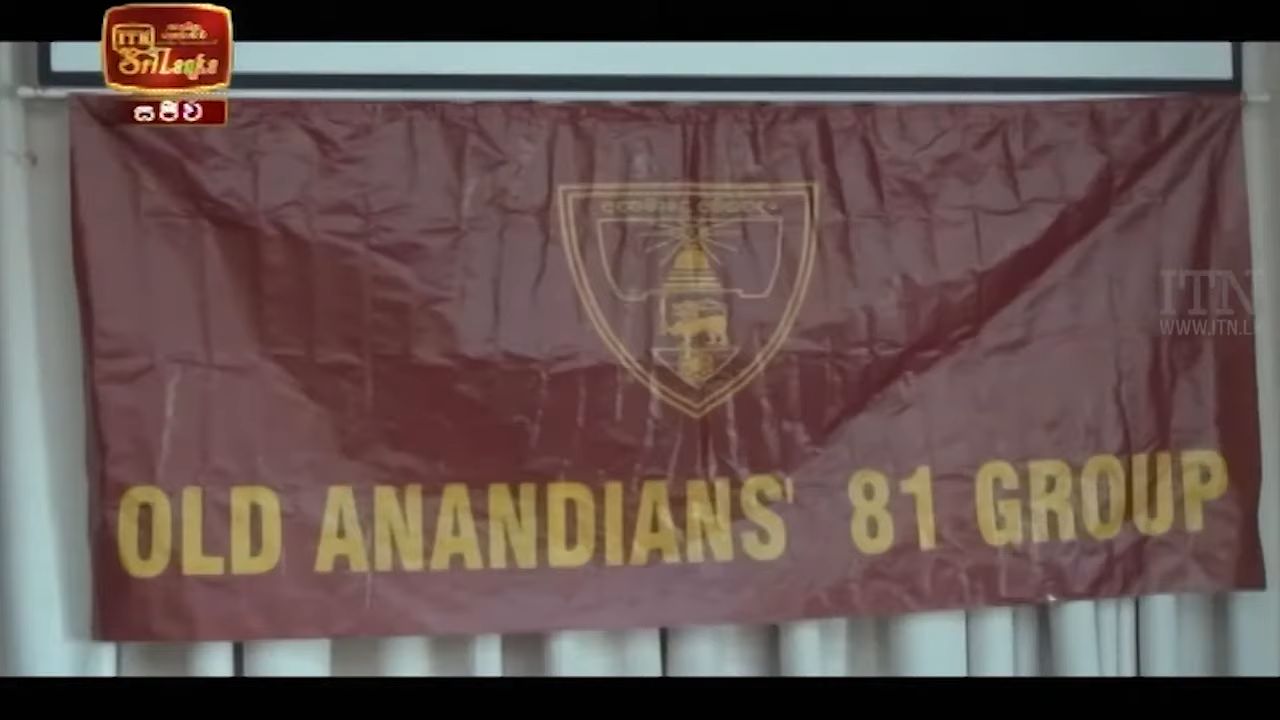 ITN
Sri Lanka
සජීව
ITN
WWW.ITN.L
OLD ANANDIANS' 81 GROUP